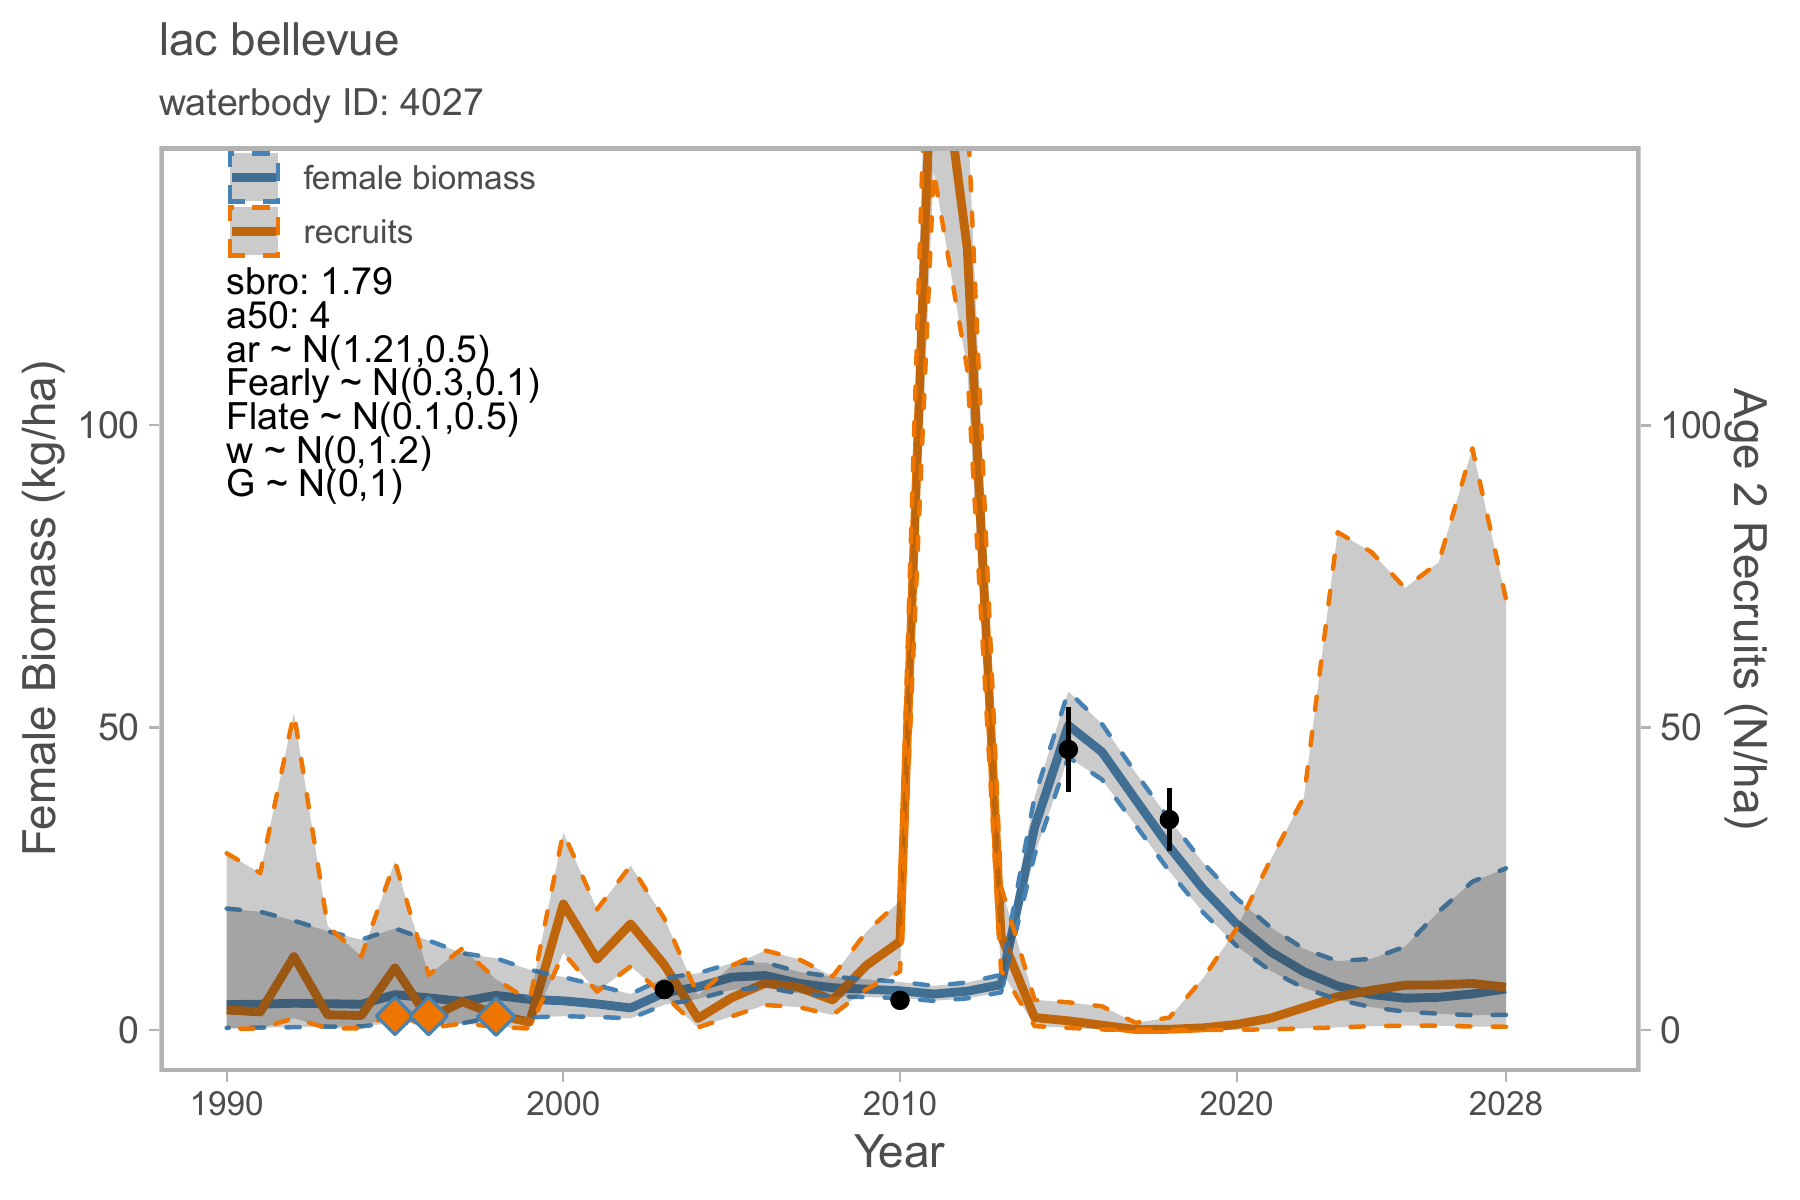 lac bellevue
waterbody ID: 4027
female biomass
recruits
sbro: 1.79
a50: 4
ar ~ N(1.21,0.5)
Fearly ~ N(0.3,0.1)
Flate ~ N(0.1,0.5)
w ~ N(0,1.2)
G ~ N(0,1)
Female Biomass (kg/ha)
100
50
0
100
50
0
Age 2 Recruits (N/ha)
1990
2000
2010
2020
2028
Year